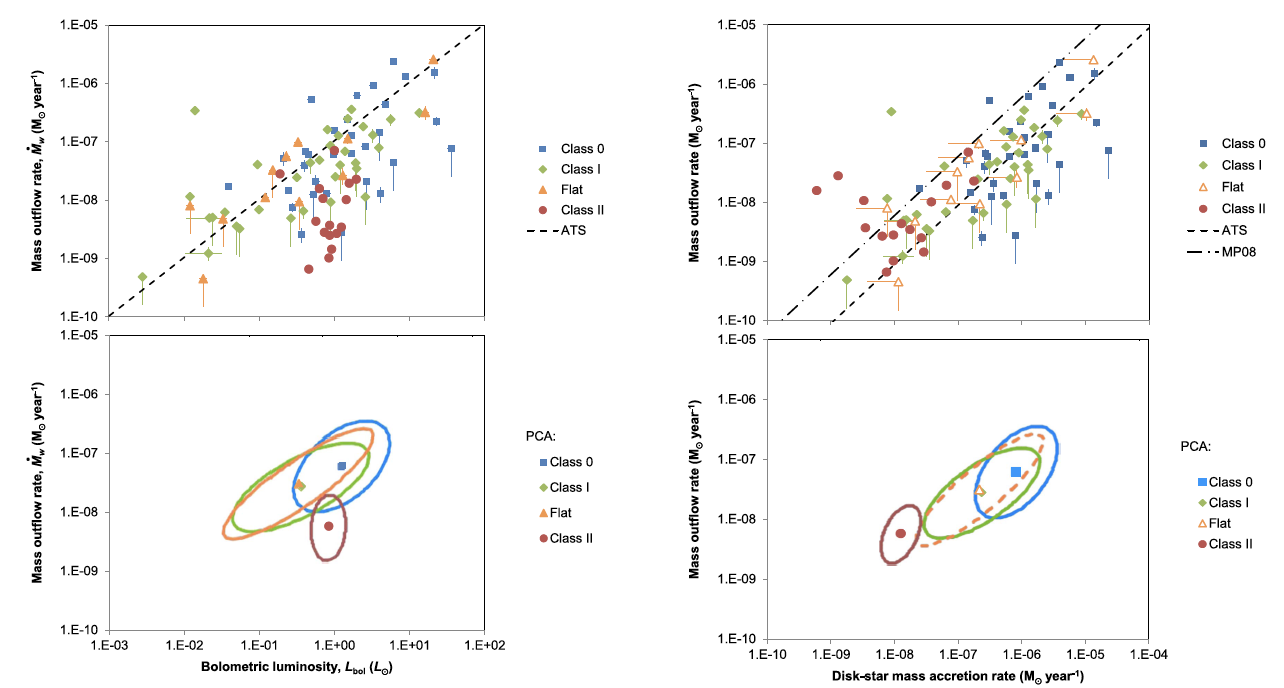 1.E-05
1.E-06
1.E-07
1.E-08
1.E-09
1.E-10
Mass outflow rate, Ṁw (M⊙ year-1)
Class 0
Class I
Flat
Class II
ATS
1.E-05
1.E-06
1.E-07
1.E-08
1.E-09
1.E-10
Mass outflow rate (M⊙ year-1)
Class 0
Class I
Flat
Class II
ATS
MP08
1.E-05
1.E-06
1.E-07
1.E-08
1.E-09
1.E-10
Mass outflow rate, Ṁw (M⊙ year-1)
1.E-03 1.E-02 1.E-01 1.E+00 1.E+01 1.E+02
Bolometric luminosity, Lbol (L⊙)
PCA:
Class 0
Class I
Flat
Class II
1.E-05
1.E-06
1.E-07
1.E-08
1.E-09
1.E-10
Mass outflow rate (M⊙ year-1)
1.E-10 1.E-09 1.E-08 1.E-07 1.E-06 1.E-05 1.E-04
Disk-star mass accretion rate (M⊙ year-1)
PCA:
Class 0
Class I
Flat
Class II